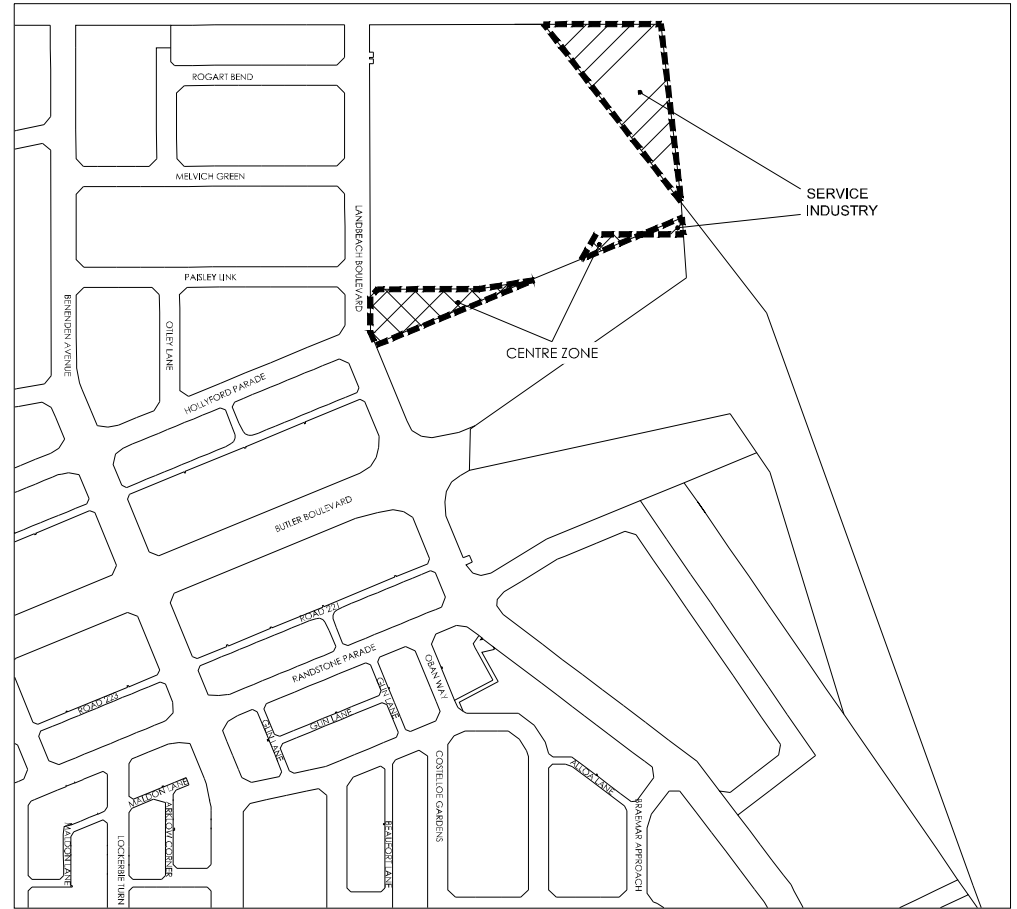 ROGART BEND
MELVICH GREEN
SERVICE
INDUSTRY
LANDBEACH BOULEVARD
PAISLEY LINK
BENENDEN AVENUE
OTLEY LANE
CENTRE ZONE
HOLLYFORD PARADE
BUTLER BOULEVARD
ROAD 221
RANDSTONE PARADE
OBAN WAY
GUN LANE
ROAD 223
GUN LANE
GUN LANE
COSTELLOE GARDENS
ALLOA LANE
MALDON LANE
ARKLOW CORNER
BRAEMAR APPROACH
MALDON LANE
LOCKERBIE TURN
BEAUFORT LANE